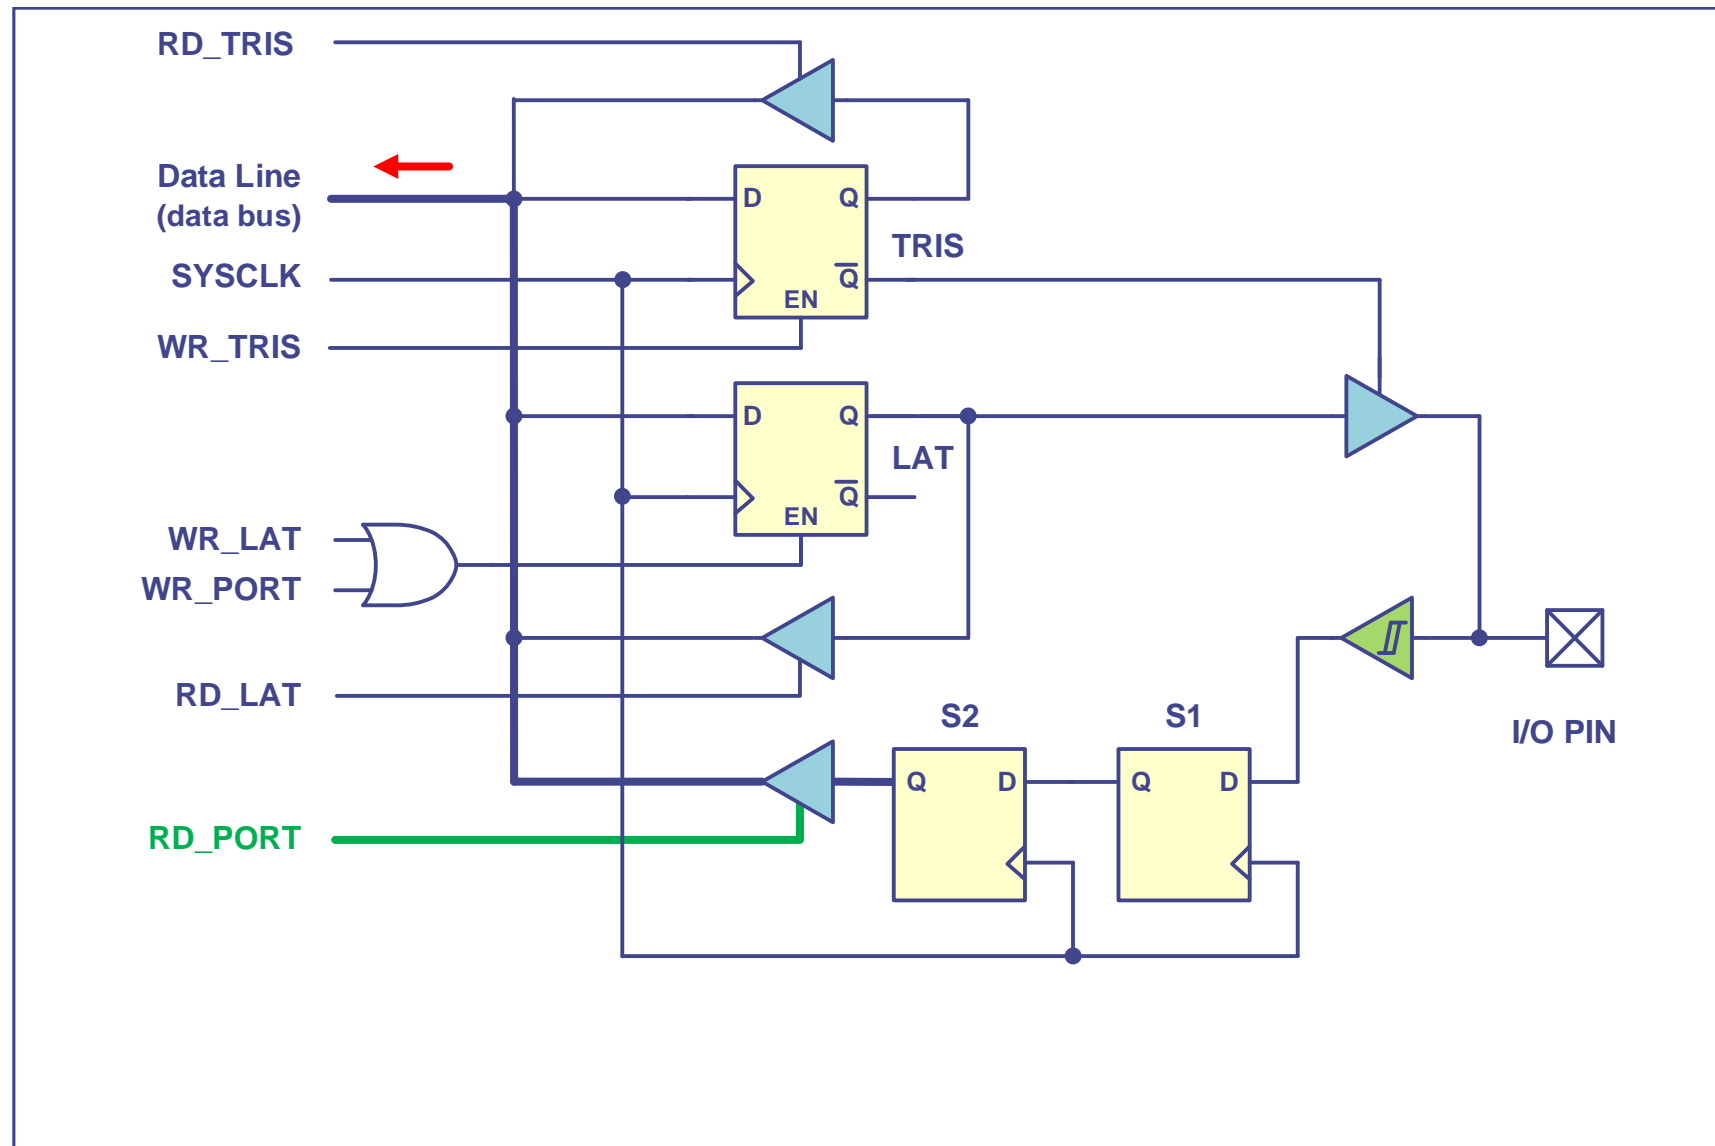 RD_TRIS
Data Line
(data bus)
D
Q
TRIS
SYSCLK
Q̅
EN
WR_TRIS
D
Q
LAT
Q̅
EN
WR_LAT
WR_PORT
RD_LAT
S2
S1
I/O PIN
Q
D
Q
D
RD_PORT